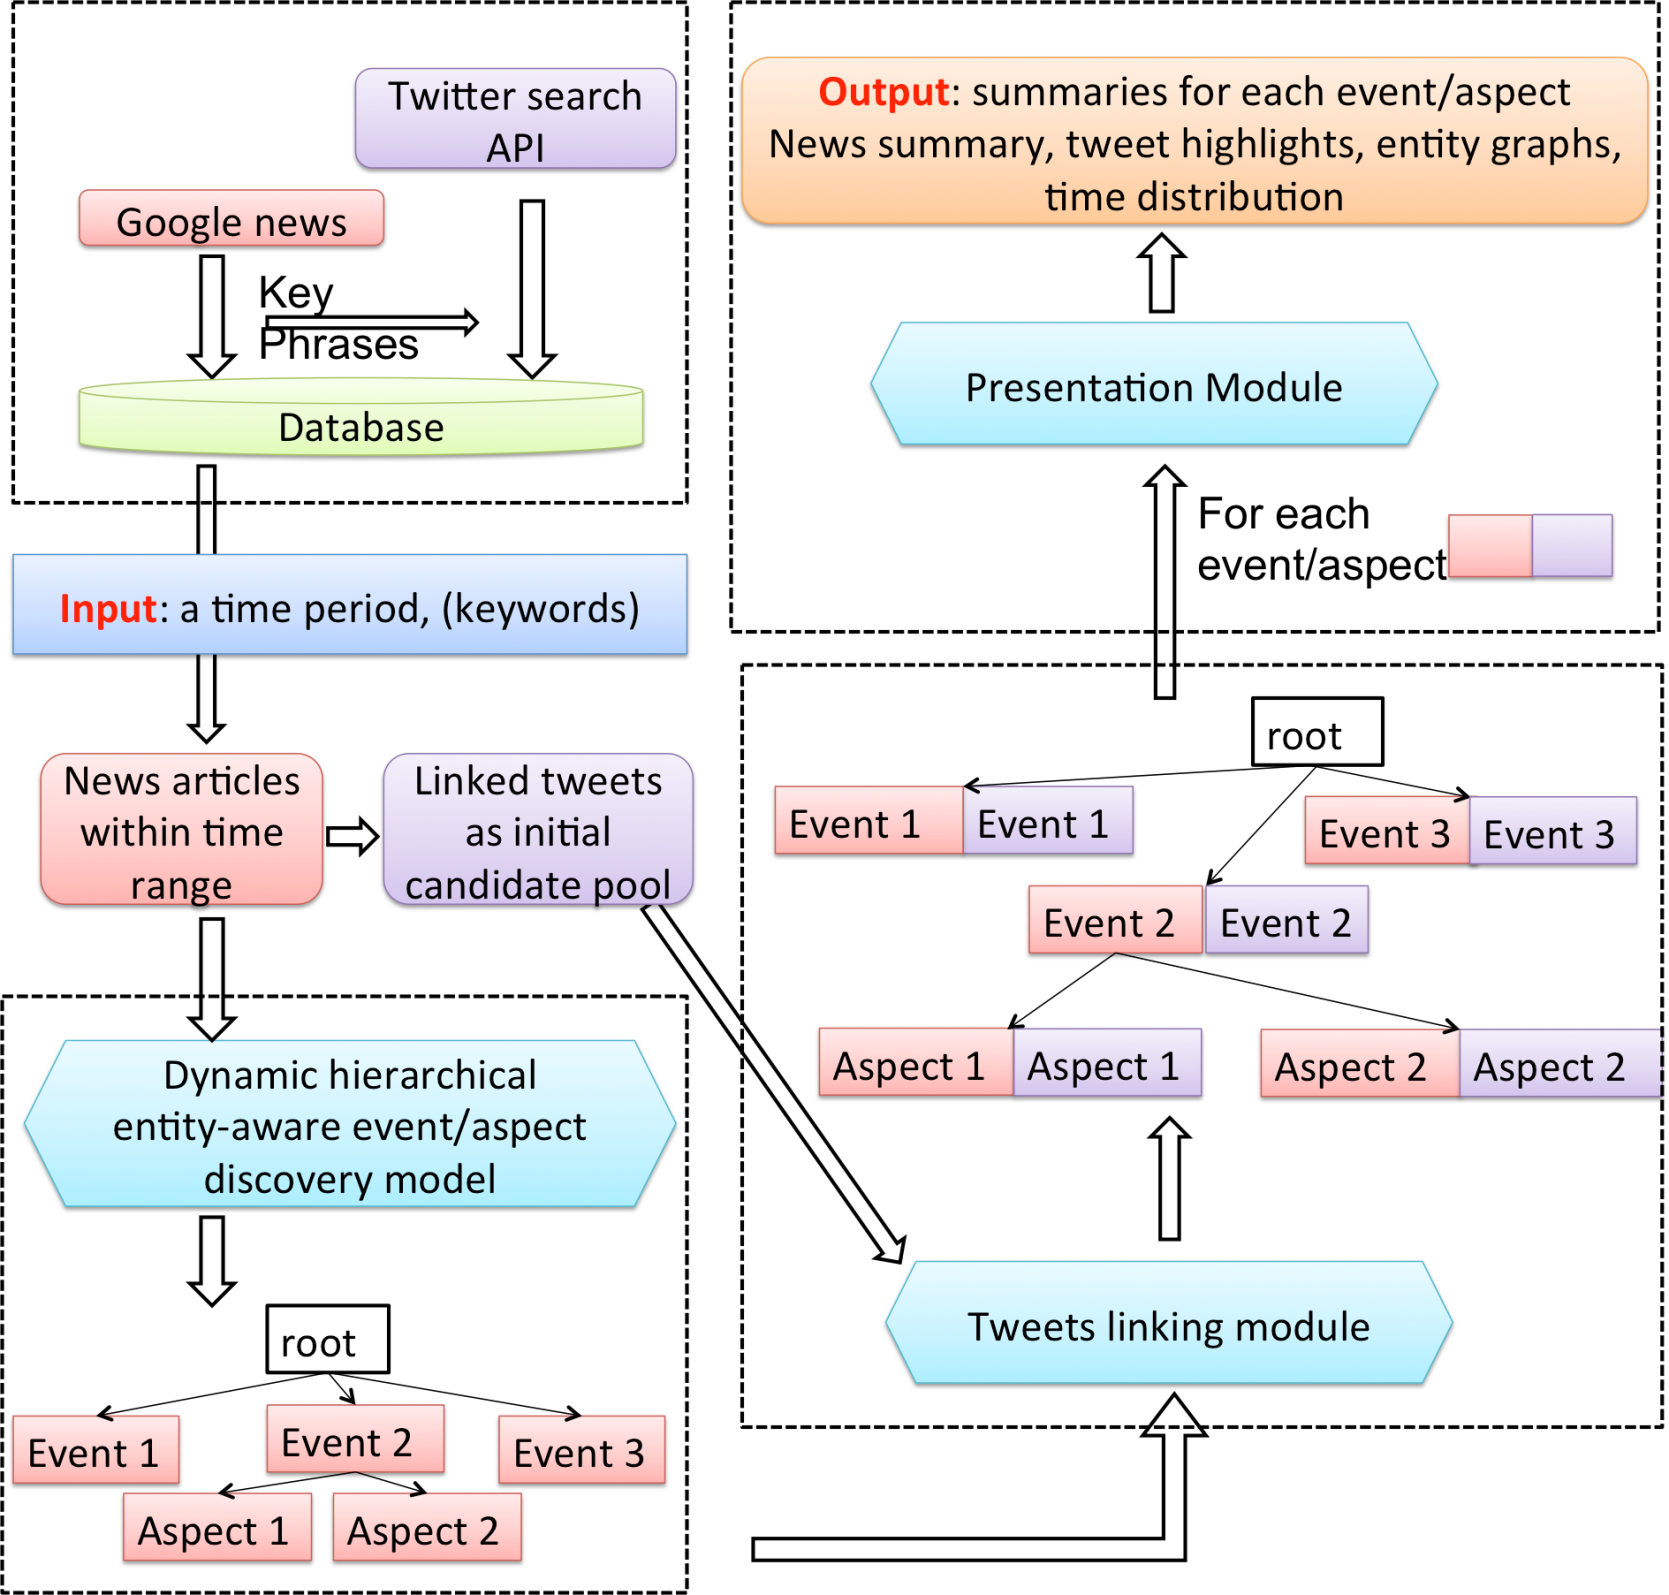 Twitter search
API
Google news
Key
Phrases
Database
Input: a time period, (keywords)
News articles
within time
range
Linked tweets
as initial
candidate pool
Dynamic hierarchical
entity-aware event/aspect
discovery model
root
Event 1
Event 2
Event 3
Aspect 1
Aspect 2
Output: summaries for each event/aspect
News summary, tweet highlights, entity graphs,
time distribution
Presentation Module
For each
event/aspect
root
Event 1
Event 1
Event 3
Event 3
Event 2
Event 2
Aspect 1
Aspect 1
Aspect 2
Aspect 2
Tweets linking module